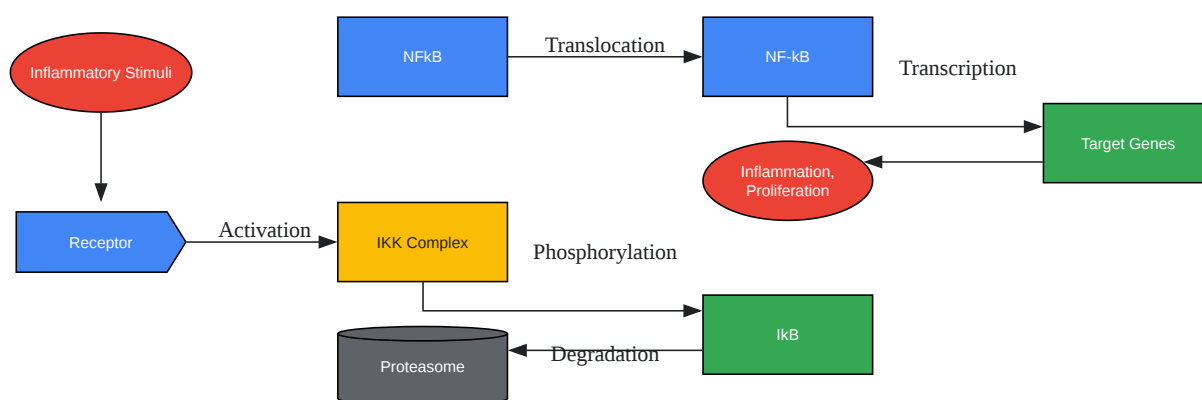 NFkB
Translocation
NF-kB
Inflammatory Stimuli
Transcription
Target Genes
Inflammation,
Proliferation
Receptor
Activation
IKK Complex
Phosphorylation
IkB
Degradation
Proteasome